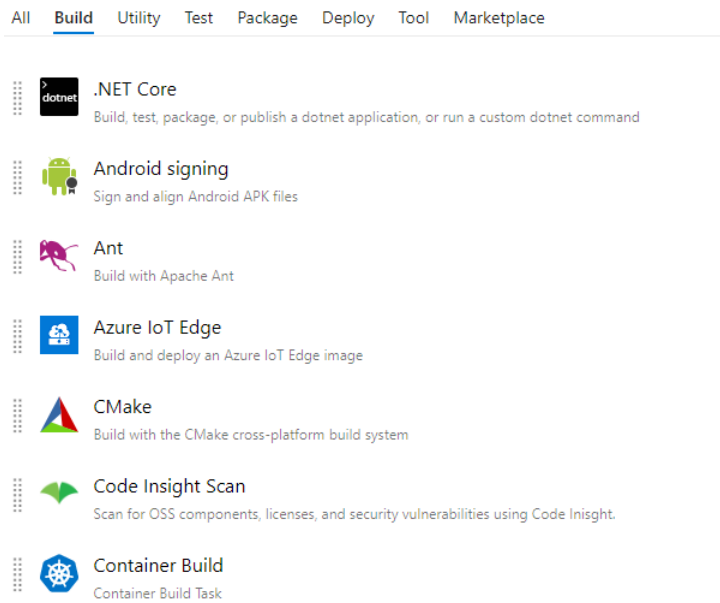 All Build Utility Test Package Deploy Tool Marketplace
>
dotnet
.NET Core
Build, test, package, or publish a dotnet application, or run a custom dotnet command
Android signing
Sign and align Android APK files
Ant
Build with Apache Ant
Azure IoT Edge
Build and deploy an Azure IoT Edge image
CMake
Build with the CMake cross-platform build system
Code Insight Scan
Scan for OSS components, licenses, and security vulnerabilities using Code Inisght.
Container Build
Container Build Task